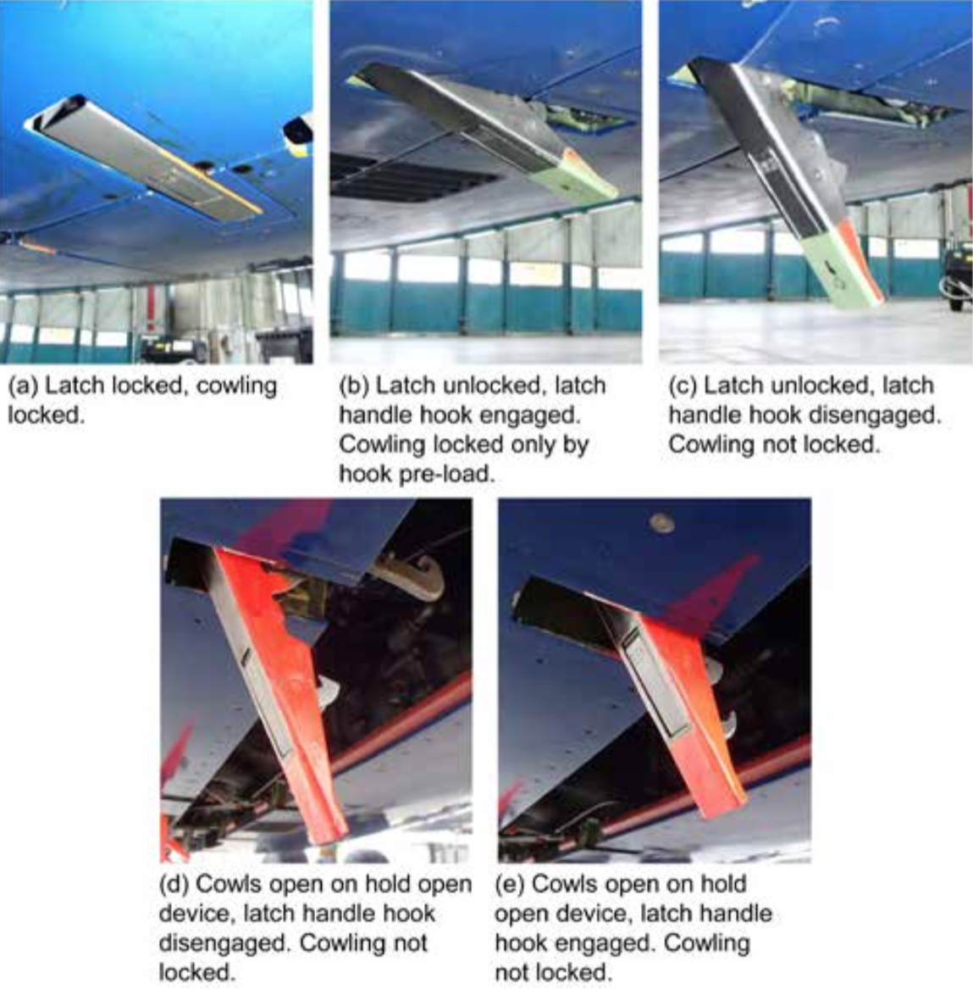 (a) Latch locked, cowling
locked.
(b) Latch unlocked, latch
handle hook engaged.
Cowling locked only by
hook pre-load.
(c) Latch unlocked, latch
handle hook disengaged.
Cowling not locked.
(d) Cowls open on hold open
device, latch handle hook
disengaged. Cowling not
locked.
(e) Cowls open on hold
open device, latch handle
hook engaged. Cowling
not locked.